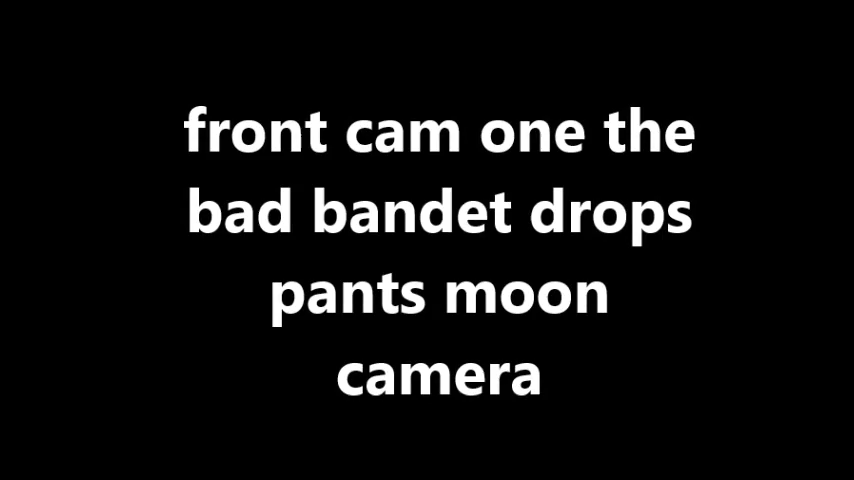 front cam one the
bad bandet drops
pants moon
camera